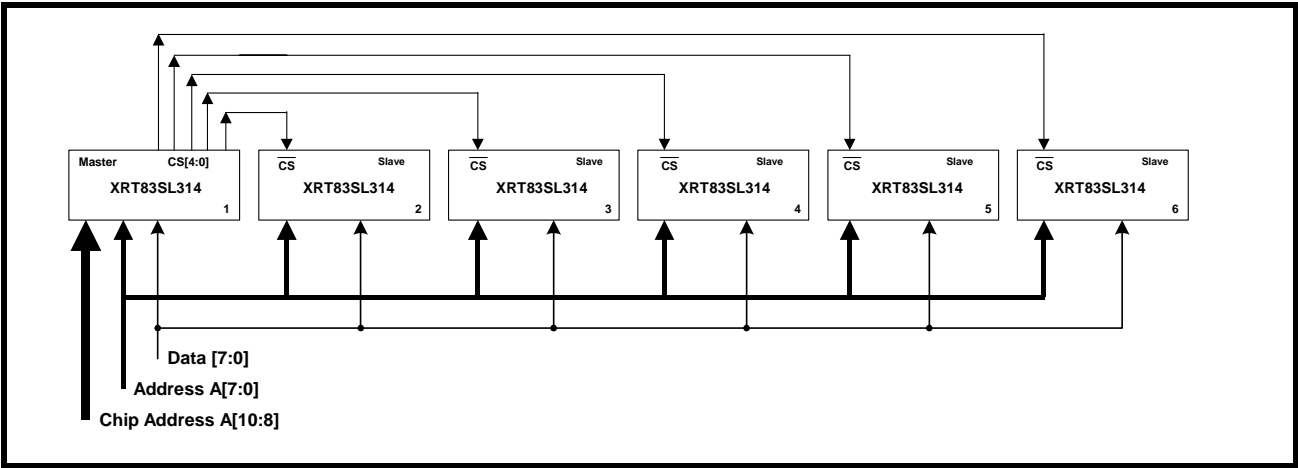 Master CS[4:0]
XRT83SL314
1
CS Slave
XRT83SL314
2
CS Slave
XRT83SL314
3
CS Slave
XRT83SL314
4
CS Slave
XRT83SL314
5
CS Slave
XRT83SL314
6
Data [7:0]
Address A[7:0]
Chip Address A[10:8]